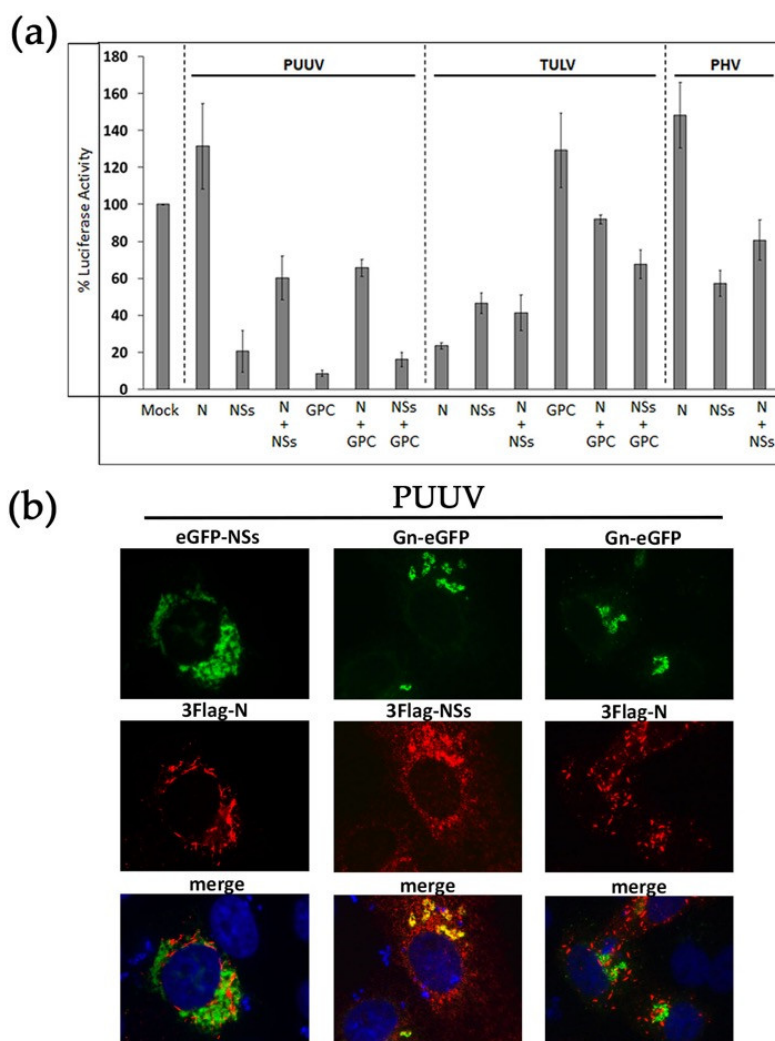 (a)
PUUV TULV PHV
180
160
140
120
100
80
60
40
20
0
% Luciferase Activity
Mock N NSs N + NSs GPC N + GPC NSs + GPC N NSs N + NSs GPC N + GPC NSs + GPC N NSs N + NSs
(b)
PUUV
eGFP-NSs Gn-eGFP Gn-eGFP
3Flag-N 3Flag-NSs 3Flag-N
merge merge merge